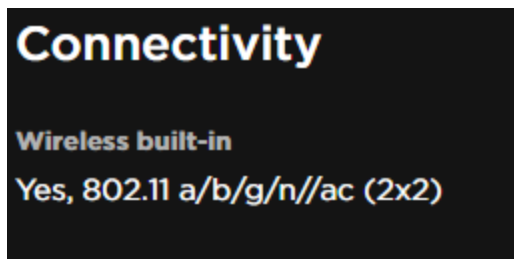 Connectivity
Wireless built-in
Yes, 802.11 a/b/g/n//ac (2x2)